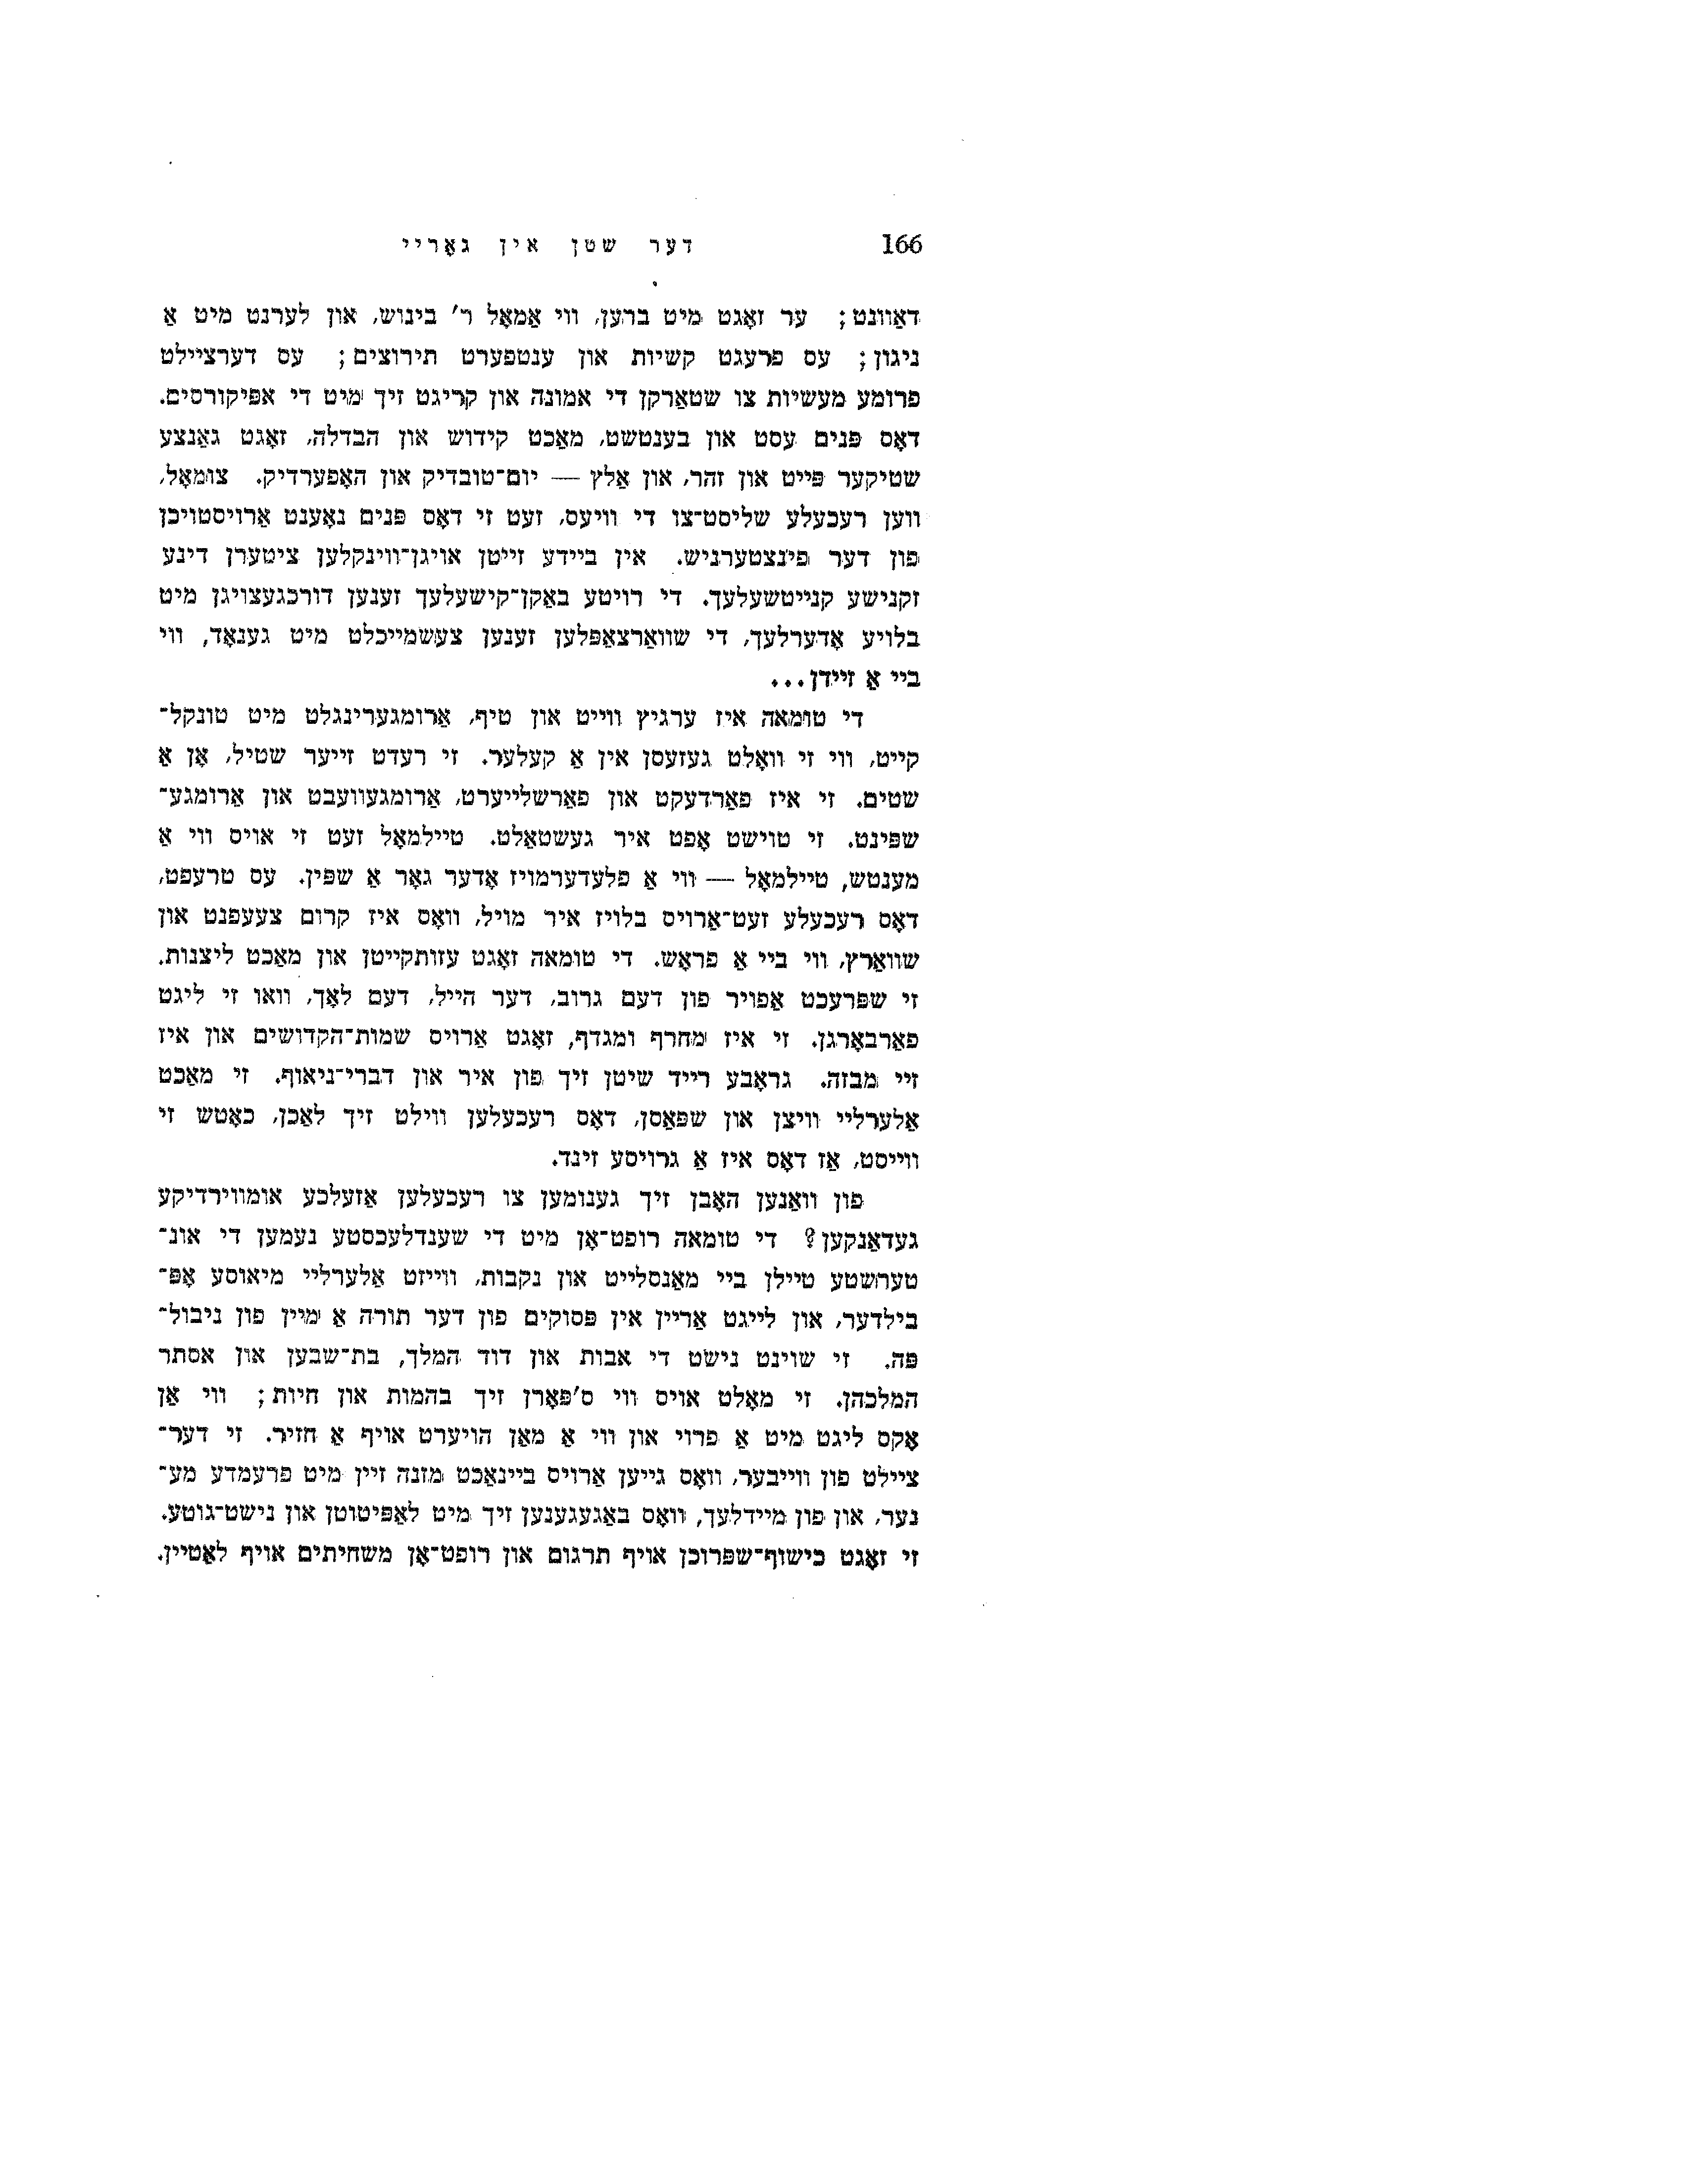 166 דער שטן אין גאָריי
דאַוונט; ער זאָגט מיט ברען, ווי אַמאָל ר' בינוש, און לערנט מיט אַ
ניגון; עס פרעגט קשיות און ענטפערט תירוצים; עס דערציילט
פרומע מעשיות צו שטאַרקן די אמונה און קריגט זיך מיט די אפּיקורסים.
דאָס פּנים עסט און בענטשט, מאַכט קידוש און הבדלה, זאָגט גאַנצע
שטיקער פּייט און זהר, און אַלץ — יום־טובדיק און האָפערדיק. צומאָל,
ווען רעכעלע שליסט־צו די וויעס, זעט זי דאָס פּנים נאָענט אַרויסטויכן
פון דער פינצטערניש. אין ביידע זייטן אויגן־ווינקלען ציטערן דינע
זקנישע קנייטשעלעך. די רויטע באַקן־קישעלעך זענען דורכגעצויגן מיט
בלויע אָדערלעך, די שוואַרצאַפּלען זענען צעשמייכלט מיט גענאָד, ווי
ביי אַ זיידן...
די טומאה איז ערגיץ ווייט און טיף, אַרומגערינגלט מיט טונקל־
קייט, ווי זי וואָלט געזעסן אין אַ קעלער. זי רעדט זייער שטיל, אָן אַ
שטים. זי איז פאַרדעקט און פאַרשלייערט, אַרומגעוועבט און אַרומגע־
שפּינט. זי טוישט אָפט איר געשטאַלט. טיילמאָל זעט זי אויס ווי אַ
מענטש, טיילמאָל — ווי אַ פלעדערמויז אָדער גאָר אַ שפּין. עס טרעפט,
דאָס רעכעלע זעט־אַרויס בלויז איר מויל, וואָס איז קרום צעעפנט און
שוואַרץ, ווי ביי אַ פראָש. די טומאה זאָגט עזותקייטן און מאַכט ליצנות.
זי שפּרעכט אַפויר פון דעם גרוב, דער הייל, דעם לאָך, וואו זי ליגט
פאַרבאָרגן. זי איז מחרף ומגדף, זאָגט אַרויס שמות־הקדושים און איז
זיי מבזה. גראָבע רייד שיטן זיך פון איר און דברי־ניאוף. זי מאַכט
אַלערליי וויצן און שפּאַסן, דאָס רעכעלען ווילט זיך לאַכן, כאָטש זי
ווייסט, אַז דאָס איז אַ גרויסע זינד.
פון וואַנען האָבן זיך גענומען צו רעכעלען אַזעלכע אומווירדיקע
געדאַנקען? די טומאה רופט־אָן מיט די שענדלעכסטע נעמען די אונ־
טערשטע טיילן ביי מאַנסלייט און נקבות, ווייזט אַלערליי מיאוסע אָפּ־
בילדער, און לייגט אַריין אין פּסוקים פון דער תורה אַ מיין פון ניבול־
פּה. זי שוינט נישט די אבות און דוד המלך, בת־שבען און אסתר
המלכהן. זי מאָלט אויס ווי ס'פּאָרן זיך בהמות און חיות; ווי אַן
אָקס ליגט מיט אַ פרוי און ווי אַ מאַן הויערט אויף אַ חזיר. זי דער־
ציילט פון ווייבער, וואָס גייען אַרויס ביינאַכט מזנה זיין מיט פרעמדע מע־
נער, און פון מיידלעך, וואָס באַגעגענען זיך מיט לאַפּיטוטן און נישט־גוטע.
זי זאָגט כישוף־שפּרוכן אויף תרגום און רופט־אָן משחיתים אויף לאַטיין.